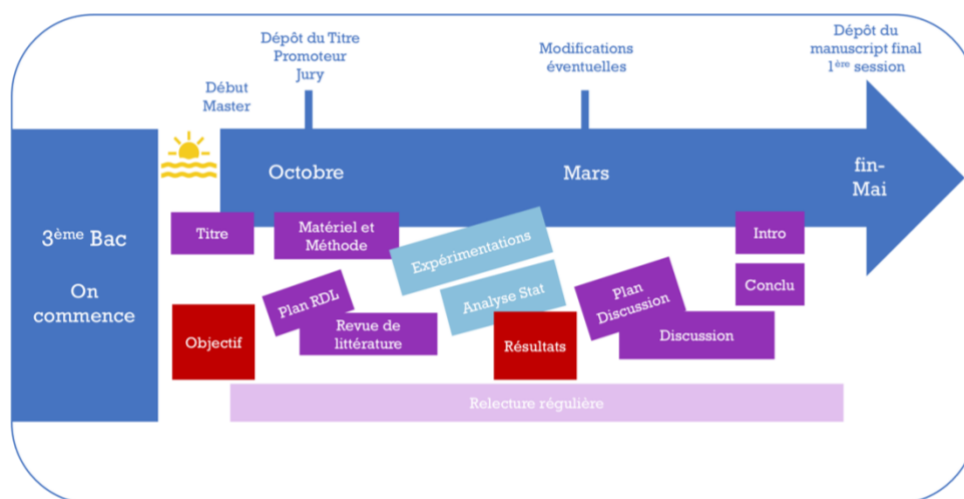 Dépôt du Titre
Promoteur
Jury
Modifications
éventuelles
Dépôt du
manuscript final
1ère session
Début
Master
Octobre
Mars
fin-
Mai
3ème Bac
On
commence
Titre
Matériel et
Méthode
Expérimentations
Intro
Plan RDL
Analyse Stat
Plan
Discussion
Conclu
Objectif
Revue de
littérature
Résultats
Discussion
Relecture régulière